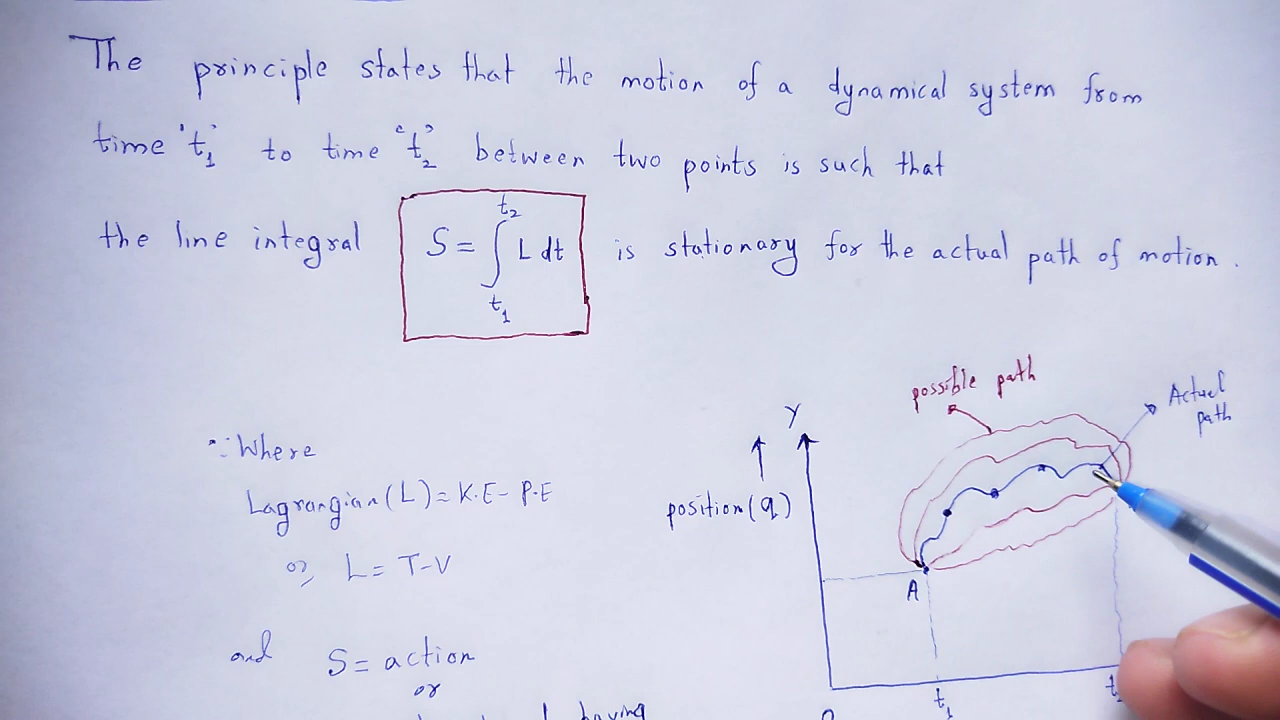 The principle states that the motion of a dynamical system from
time 't₁' to time 't₂' between two points is such that
the line integral S = ∫ₜ₁ᵗ² L dt is stationary for the actual path of motion.
possible path
Actual
path
Y
∵ Where
Lagrangian (L) = K.E - P.E
position (q)
or, L = T-V
A
and S = action
or
t₁
having